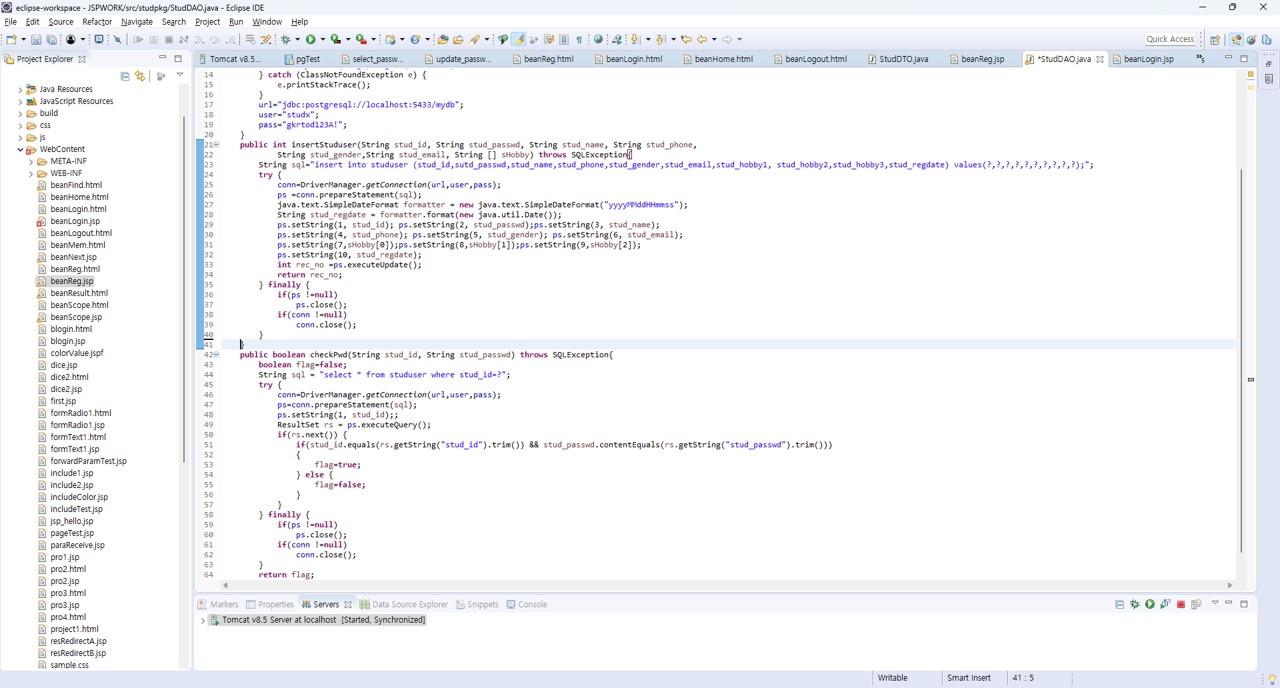 eclipse-workspace - JSPWORK/src/studpkg/StudDAO.java - Eclipse IDE
File Edit Source Refactor Navigate Search Project Run Window Help
Quick Access
Project Explorer
Tomcat v8.5...
pgTest
select_passw...
update_passw...
beanReg.html
beanLogin.html
beanHome.html
beanLogout.html
StudDTO.java
beanReg.jsp
*StudDAO.java
beanLogin.jsp
Java Resources
JavaScript Resources
build
css
js
WebContent
META-INF
WEB-INF
beanFind.html
beanHome.html
beanLogin.html
beanLogin.jsp
beanLogout.html
beanMem.html
beanNext.jsp
beanReg.html
beanReg.jsp
beanResult.html
beanScope.html
beanScope.jsp
blogin.html
blogin.jsp
colorValue.jspf
dice.jsp
dice2.html
dice2.jsp
first.jsp
formRadio1.html
formRadio1.jsp
formText1.html
formText1.jsp
forwardParamTest.jsp
include1.jsp
include2.jsp
includeColor.jsp
includeTest.jsp
jsp_hello.jsp
pageTest.jsp
paraReceive.jsp
pro1.jsp
pro2.html
pro2.jsp
pro3.html
pro3.jsp
pro4.html
project1.html
resRedirectA.jsp
resRedirectB.jsp
sample.css
14 } catch (ClassNotFoundException e) {
15 e.printStackTrace();
16 }
17 url="jdbc:postgresql://localhost:5433/mydb";
18 user="studx";
19 pass="gkrtod123A!";
20 }
21 public int insertStuduser(String stud_id, String stud_passwd, String stud_name, String stud_phone,
22 String stud_gender,String stud_email, String [] sHobby) throws SQLException{
23 String sql="insert into studuser (stud_id,sutd_passwd,stud_name,stud_phone,stud_gender,stud_email,stud_hobby1, stud_hobby2,stud_hobby3,stud_regdate) values(?,?,?,?,?,?,?,?,?,?);";
24 try {
25 conn=DriverManager.getConnection(url,user,pass);
26 ps =conn.prepareStatement(sql);
27 java.text.SimpleDateFormat formatter = new java.text.SimpleDateFormat("yyyyMMddHHmmss");
28 String stud_regdate = formatter.format(new java.util.Date());
29 ps.setString(1, stud_id); ps.setString(2, stud_passwd);ps.setString(3, stud_name);
30 ps.setString(4, stud_phone); ps.setString(5, stud_gender); ps.setString(6, stud_email);
31 ps.setString(7,sHobby[0]);ps.setString(8,sHobby[1]);ps.setString(9,sHobby[2]);
32 ps.setString(10, stud_regdate);
33 int rec_no =ps.executeUpdate();
34 return rec_no;
35 } finally {
36 if(ps !=null)
37 ps.close();
38 if(conn !=null)
39 conn.close();
40 }
41 }
42 public boolean checkPwd(String stud_id, String stud_passwd) throws SQLException{
43 boolean flag=false;
44 String sql = "select * from studuser where stud_id=?";
45 try {
46 conn=DriverManager.getConnection(url,user,pass);
47 ps=conn.prepareStatement(sql);
48 ps.setString(1, stud_id);;
49 ResultSet rs = ps.executeQuery();
50 if(rs.next()) {
51 if(stud_id.equals(rs.getString("stud_id").trim()) && stud_passwd.contentEquals(rs.getString("stud_passwd").trim()))
52 {
53 flag=true;
54 } else {
55 flag=false;
56 }
57 }
58 } finally {
59 if(ps !=null)
60 ps.close();
61 if(conn !=null)
62 conn.close();
63 }
64 return flag;
Markers Properties Servers Data Source Explorer Snippets Console
Tomcat v8.5 Server at localhost [Started, Synchronized]
Writable Smart Insert 41 : 5